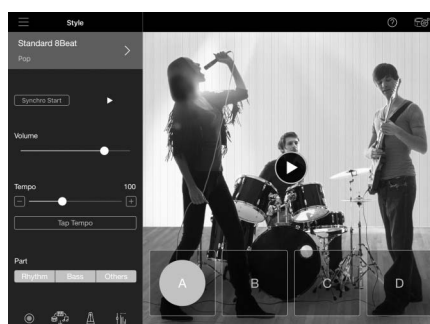 Style
Standard 8Beat
Pop
Synchro Start
Volume
Tempo 100
Tap Tempo
Part
Rhythm Bass Others
A B C D